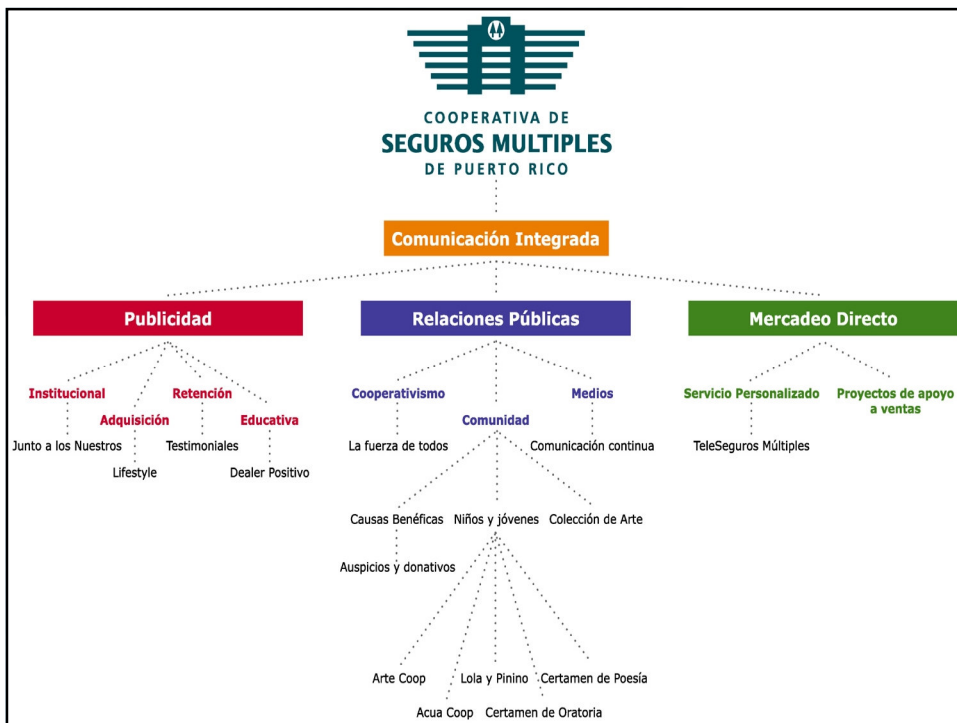 COOPERATIVA DE
SEGUROS MULTIPLES
DE PUERTO RICO
Comunicación Integrada
Publicidad
Relaciones Públicas
Mercadeo Directo
Institucional
Retención
Adquisición
Educativa
Junto a los Nuestros
Testimoniales
Lifestyle
Dealer Positivo
Cooperativismo
Medios
Comunidad
La fuerza de todos
Comunicación continua
Causas Benéficas
Niños y jóvenes
Colección de Arte
Auspicios y donativos
Arte Coop
Lola y Pinino
Certamen de Poesía
Acua Coop
Certamen de Oratoria
Servicio Personalizado
Proyectos de apoyo
a ventas
TeleSeguros Múltiples